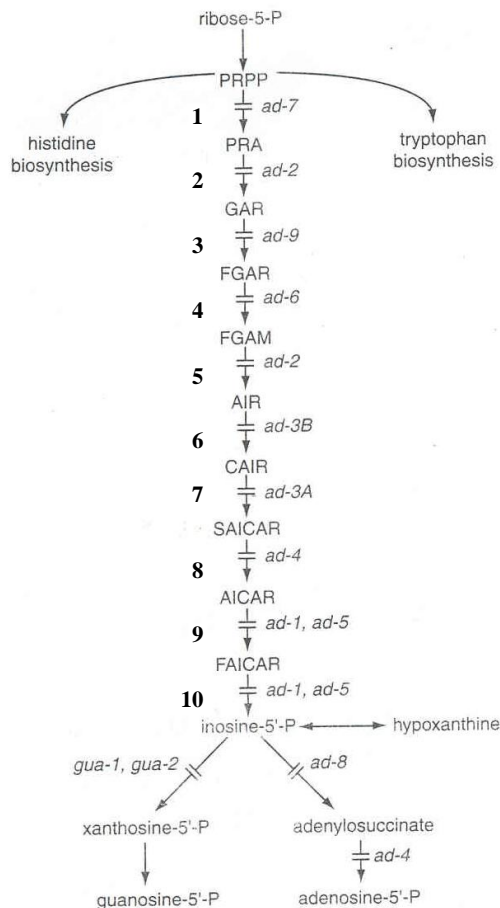 ribose-5-P
PRPP
1
ad-7
histidine
biosynthesis
tryptophan
biosynthesis
PRA
2
ad-2
GAR
3
ad-9
FGAR
4
ad-6
FGAM
5
ad-2
AIR
6
ad-3B
CAIR
7
ad-3A
SAICAR
8
ad-4
AICAR
9
ad-1, ad-5
FAICAR
10
ad-1, ad-5
inosine-5'-P
hypoxanthine
gua-1, gua-2
ad-8
xanthosine-5'-P
adenylosuccinate
ad-4
guanosine-5'-P
adenosine-5'-P